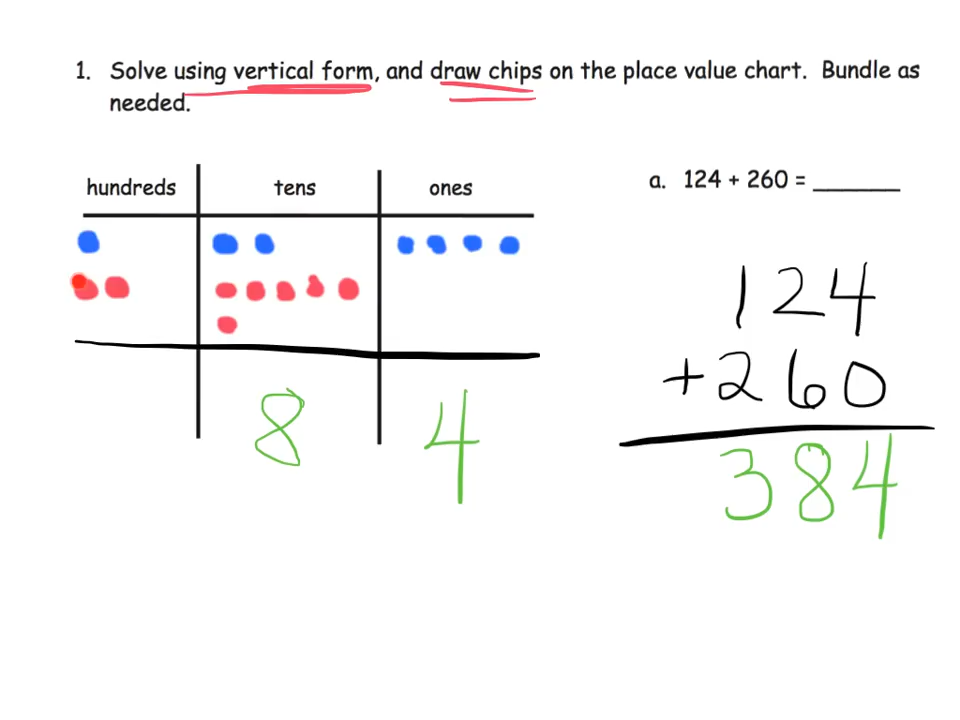 1. Solve using vertical form, and draw chips on the place value chart. Bundle as
needed.
hundreds tens ones
a. 124 + 260 = _______
124
+260
384
8 4